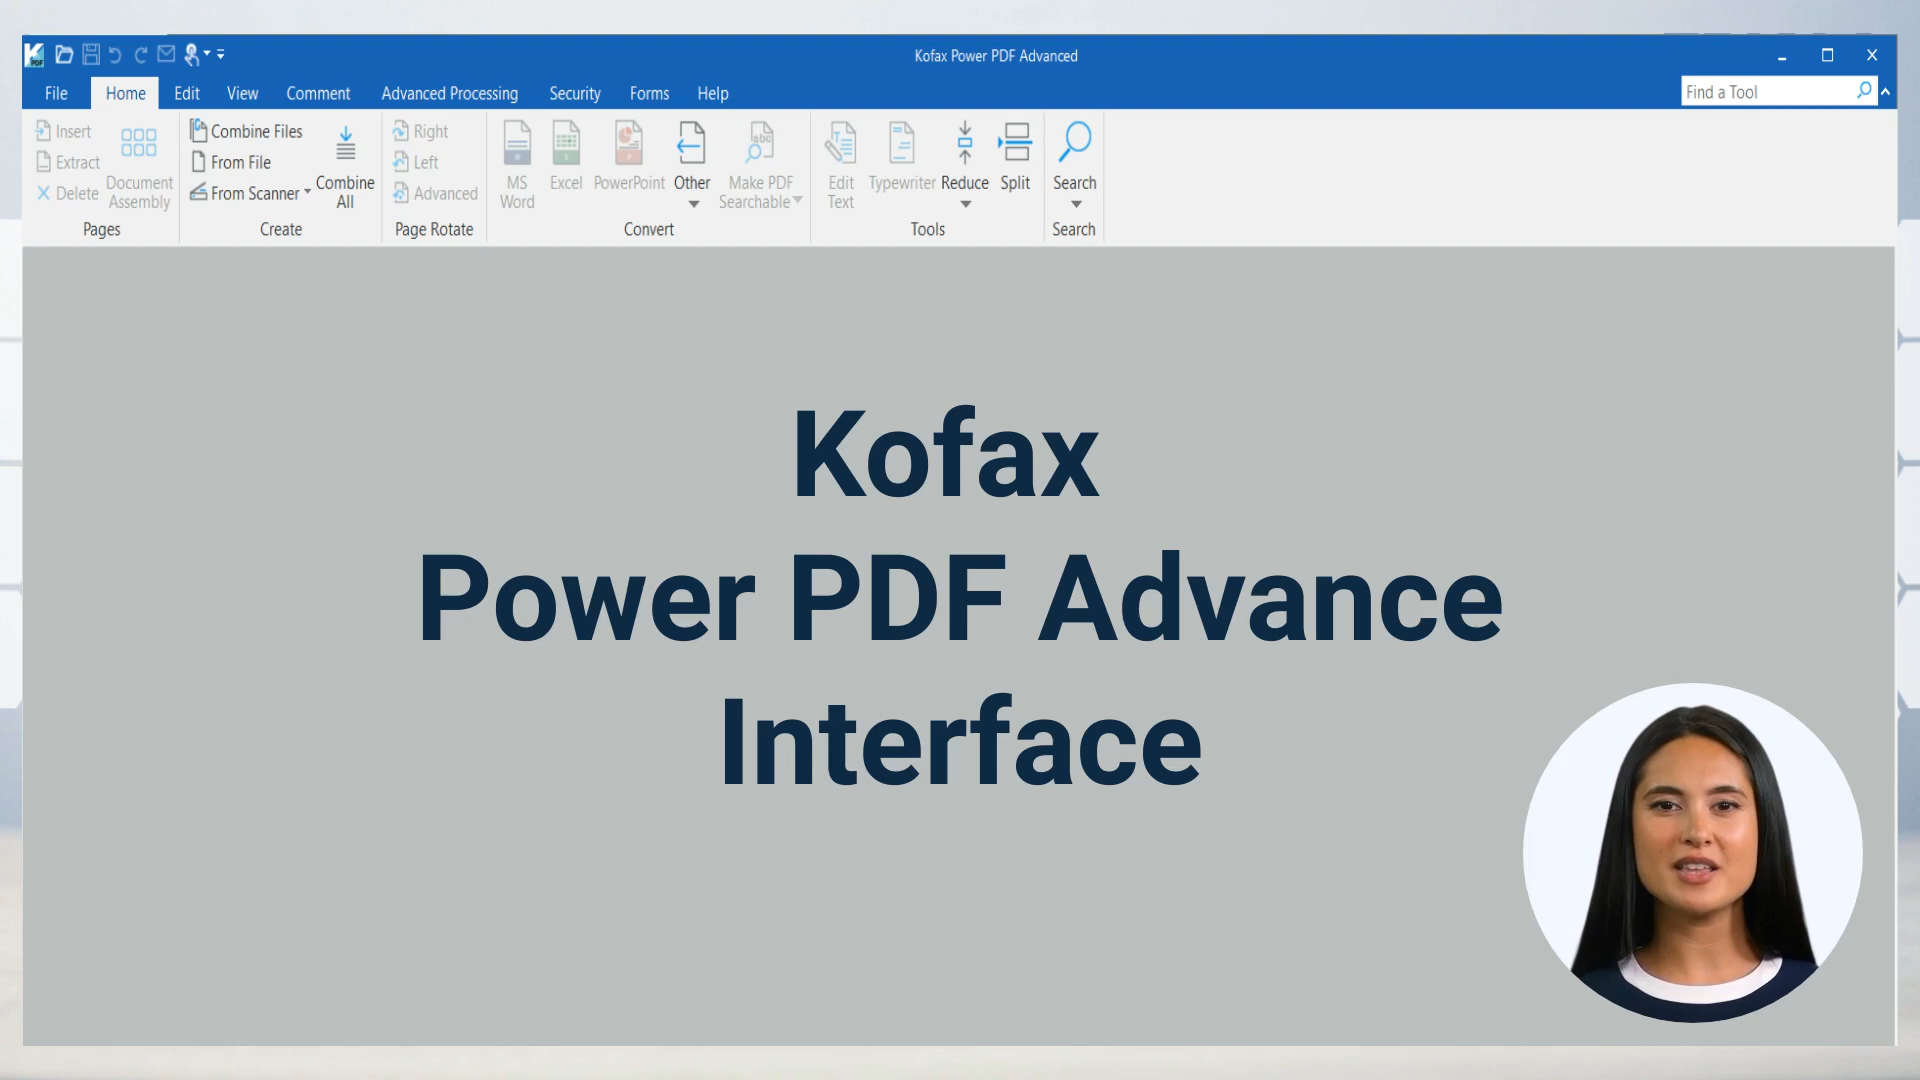 Kofax Power PDF Advanced
File Home Edit View Comment Advanced Processing Security Forms Help Find a Tool
Insert
Extract
Delete
Document
Assembly
Pages
Combine Files
From File
From Scanner
Combine
All
Create
Right
Left
Advanced
Page Rotate
MS
Word
Excel
PowerPoint
Other
Make PDF
Searchable
Convert
Edit
Text
Typewriter
Reduce
Split
Tools
Search
Search
Kofax
Power PDF Advance
Interface